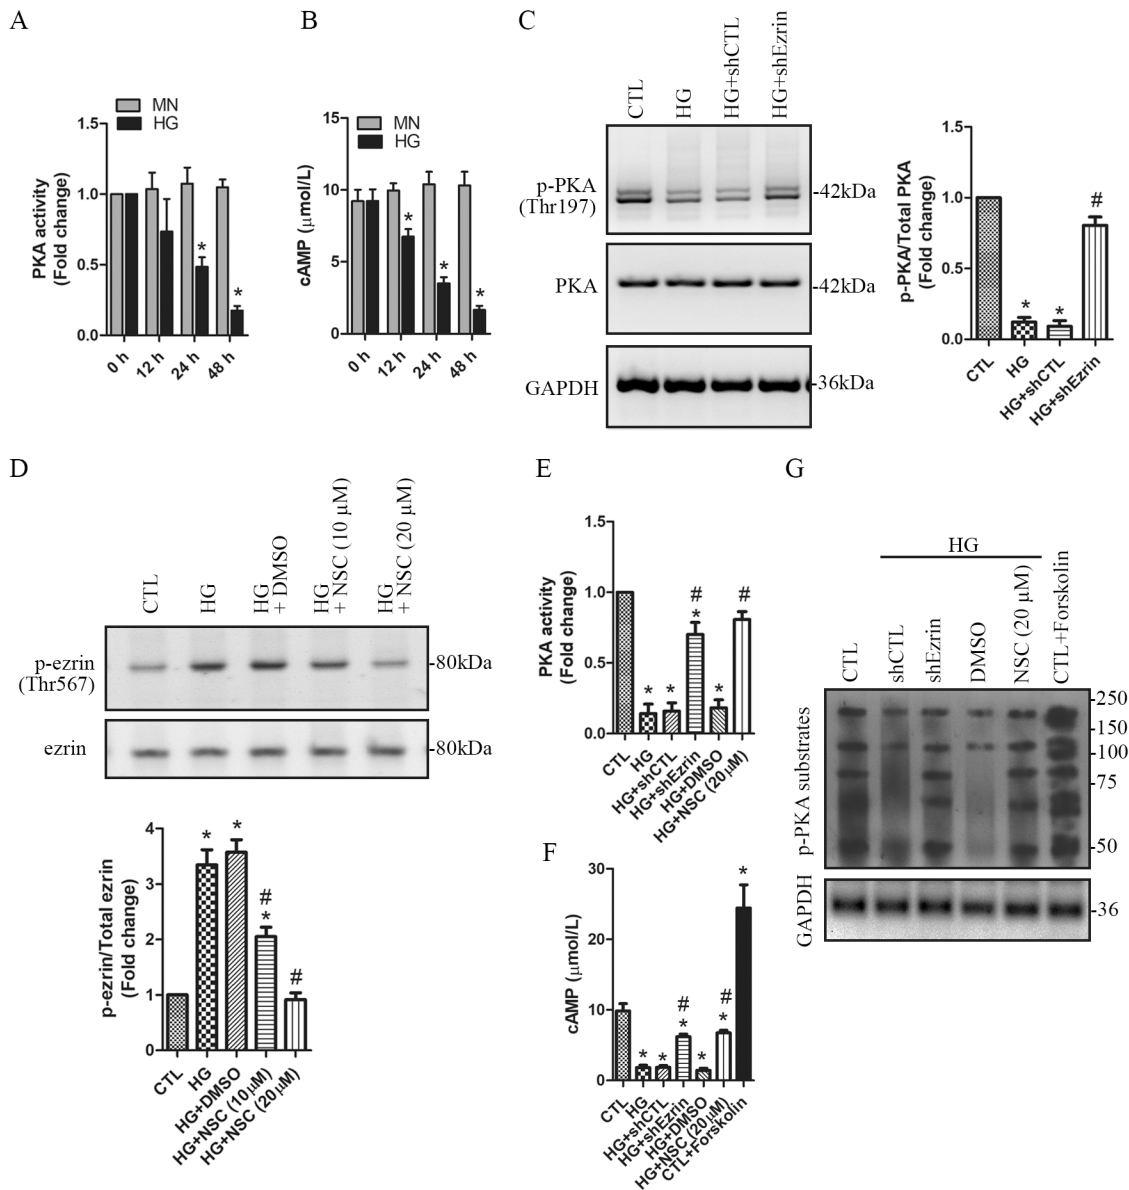 A
MN
HG
1.5
1.0
0.5
0.0
PKA activity
(Fold change)
0 h
12 h
24 h
48 h
*
*
B
MN
HG
15
10
5
0
cAMP (μmol/L)
0 h
12 h
24 h
48 h
*
*
*
C
CTL
HG
HG+shCTL
HG+shEzrin
p-PKA
(Thr197)
-42kDa
PKA
-42kDa
GAPDH
-36kDa
1.5
1.0
0.5
0.0
p-PKA/Total PKA
(Fold change)
*
*
#
CTL
HG
HG+shCTL
HG+shEzrin
D
CTL
HG
HG
+ DMSO
HG
+ NSC (10 μM)
HG
+ NSC (20 μM)
p-ezrin
(Thr567)
-80kDa
ezrin
-80kDa
4
3
2
1
0
p-ezrin/Total ezrin
(Fold change)
*
*
#
*
#
CTL
HG
HG+DMSO
HG+NSC (10μM)
HG+NSC (20μM)
E
1.5
1.0
0.5
0.0
PKA activity
(Fold change)
*
*
#
*
*
#
CTL
HG
HG+shCTL
HG+shEzrin
HG+DMSO
HG+NSC (20μM)
F
30
20
10
0
cAMP (μmol/L)
*
*
#
*
*
#
*
*
CTL
HG
HG+shCTL
HG+shEzrin
HG+DMSO
HG+NSC (20μM)
CTL+Forskolin
G
HG
CTL
shCTL
shEzrin
DMSO
NSC (20 μM)
CTL+Forskolin
p-PKA substrates
-250
-150
-100
-75
-50
GAPDH
-36